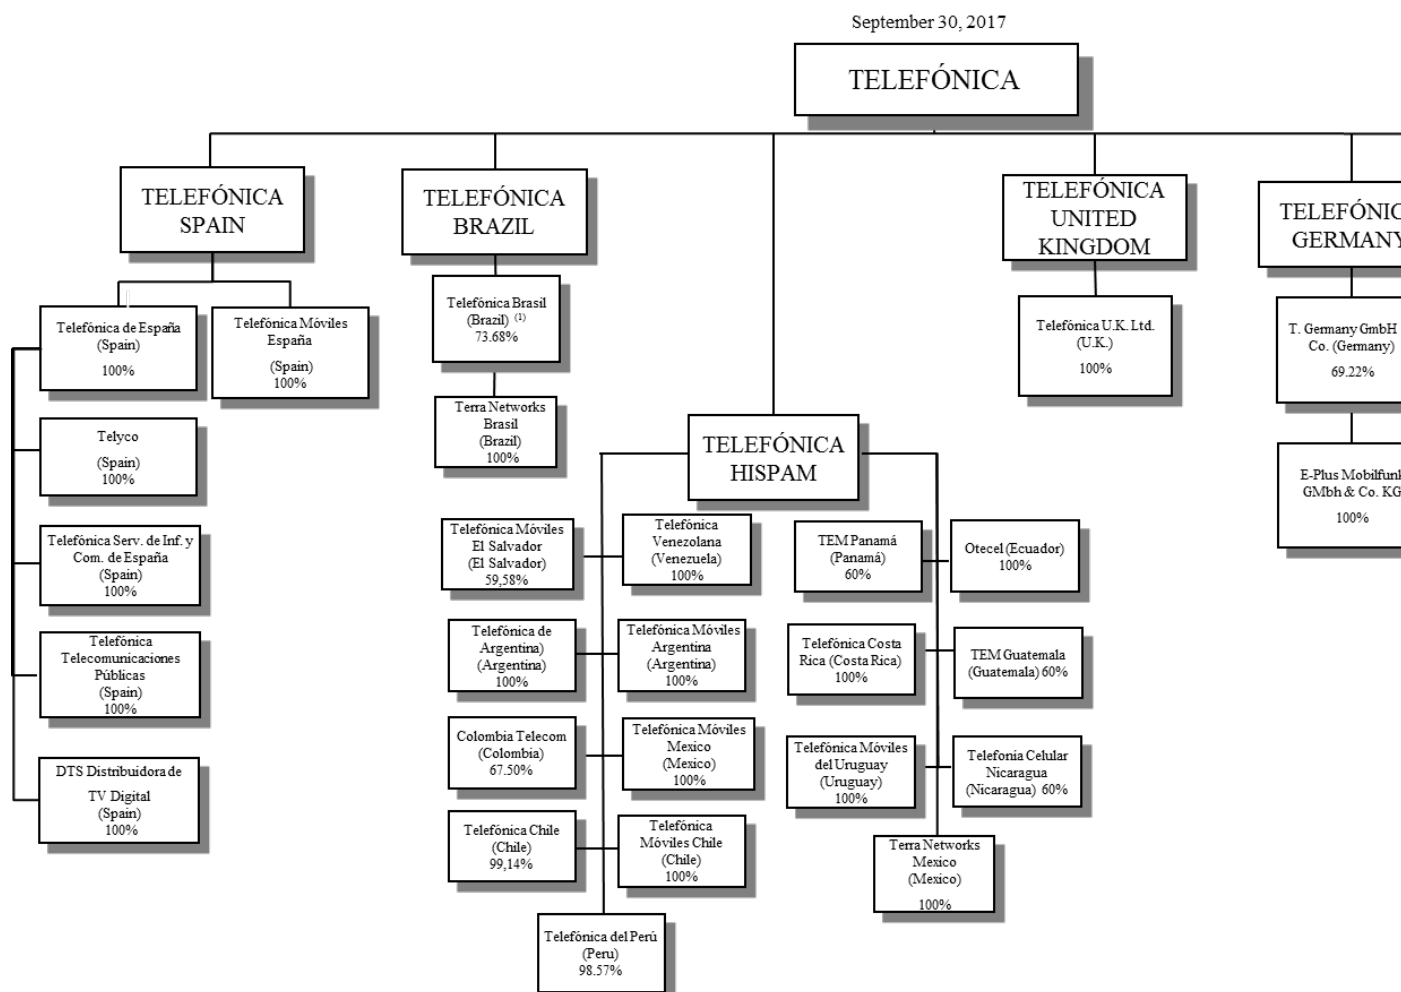 September 30, 2017
TELEFÓNICA
TELEFÓNICA
SPAIN
TELEFÓNICA
BRAZIL
TELEFÓNICA
UNITED
KINGDOM
TELEFÓNIC
GERMANY
Telefónica de España
(Spain)
100%
Telefónica Móviles
España
(Spain)
100%
Telyco
(Spain)
100%
Telefónica Serv. de Inf. y
Com. de España
(Spain)
100%
Telefónica
Telecomunicaciones
Públicas
(Spain)
100%
DTS Distribuidora de
TV Digital
(Spain)
100%
Telefónica Brasil
(Brazil) (1)
73.68%
Terra Networks
Brasil
(Brazil)
100%
TELEFÓNICA
HISPAM
Telefónica Móviles
El Salvador
(El Salvador)
59,58%
Telefónica
Venezolana
(Venezuela)
100%
Telefónica de
Argentina)
(Argentina)
100%
Telefónica Móviles
Argentina
(Argentina)
100%
Colombia Telecom
(Colombia)
67.50%
Telefónica Móviles
Mexico
(Mexico)
100%
Telefónica Chile
(Chile)
99,14%
Telefónica
Móviles Chile
(Chile)
100%
Telefónica del Perú
(Peru)
98.57%
TEM Panamá
(Panamá)
60%
Otecel (Ecuador)
100%
Telefónica Costa
Rica (Costa Rica)
100%
TEM Guatemala
(Guatemala) 60%
Telefónica Móviles
del Uruguay
(Uruguay)
100%
Telefonía Celular
Nicaragua
(Nicaragua) 60%
Terra Networks
Mexico
(Mexico)
100%
Telefónica U.K. Ltd.
(U.K.)
100%
T. Germany GmbH
Co. (Germany)
69.22%
E-Plus Mobilfunk
GMbh & Co. KG
100%